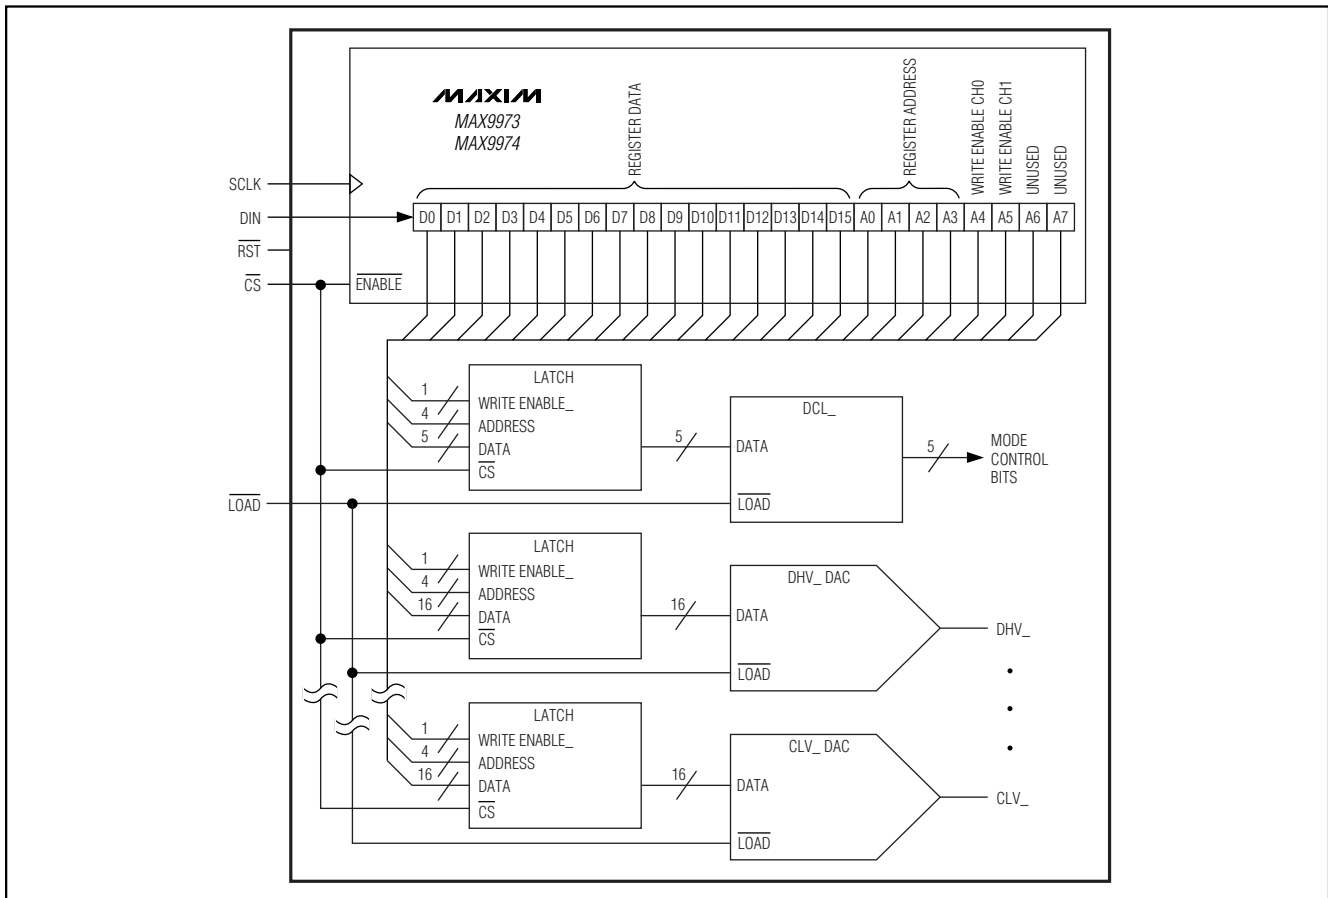 MAXIM
MAX9973
MAX9974
REGISTER DATA
REGISTER ADDRESS
WRITE ENABLE CH0
WRITE ENABLE CH1
UNUSED
UNUSED
SCLK
DIN
D0 D1 D2 D3 D4 D5 D6 D7 D8 D9 D10 D11 D12 D13 D14 D15 A0 A1 A2 A3 A4 A5 A6 A7
RST
CS
ENABLE
LATCH
1
WRITE ENABLE_
4
ADDRESS
5
DATA
CS
5
DCL_
DATA
LOAD
5
MODE
CONTROL
BITS
LOAD
LATCH
1
WRITE ENABLE_
4
ADDRESS
16
DATA
CS
16
DHV_ DAC
DATA
LOAD
DHV_
LATCH
1
WRITE ENABLE_
4
ADDRESS
16
DATA
CS
16
CLV_ DAC
DATA
LOAD
CLV_